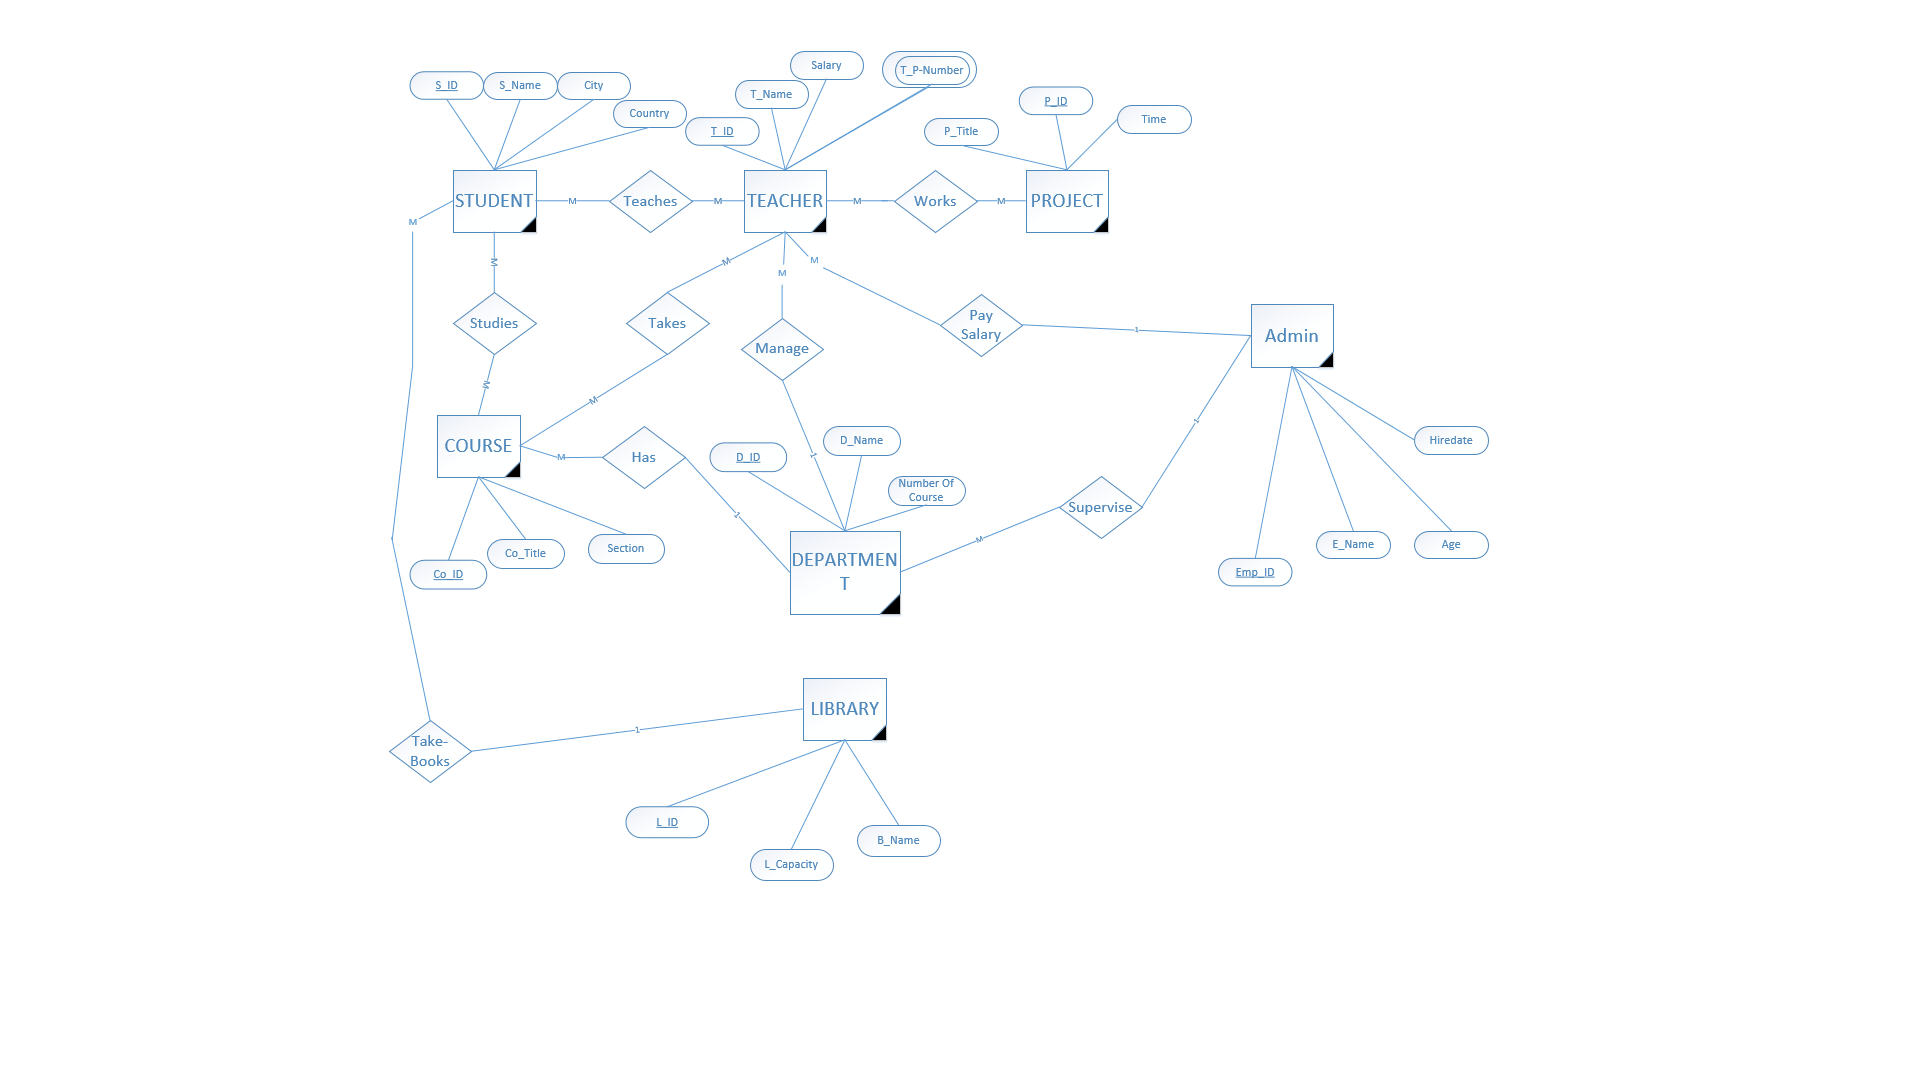 Salary
T_P-Number
S_ID
S_Name
City
T_Name
P_ID
Country
Time
T_ID
P_Title
STUDENT
M
Teaches
M
TEACHER
M
Works
M
PROJECT
M
M
M
M
M
M
Studies
Takes
Manage
Pay
Salary
1
Admin
M
M
1
COURSE
M
Has
1
D_ID
D_Name
Hiredate
Number Of
Course
1
Supervise
M
Co_ID
Co_Title
Section
DEPARTMEN
T
E_Name
Age
Emp_ID
LIBRARY
1
Take-
Books
L_ID
B_Name
L_Capacity